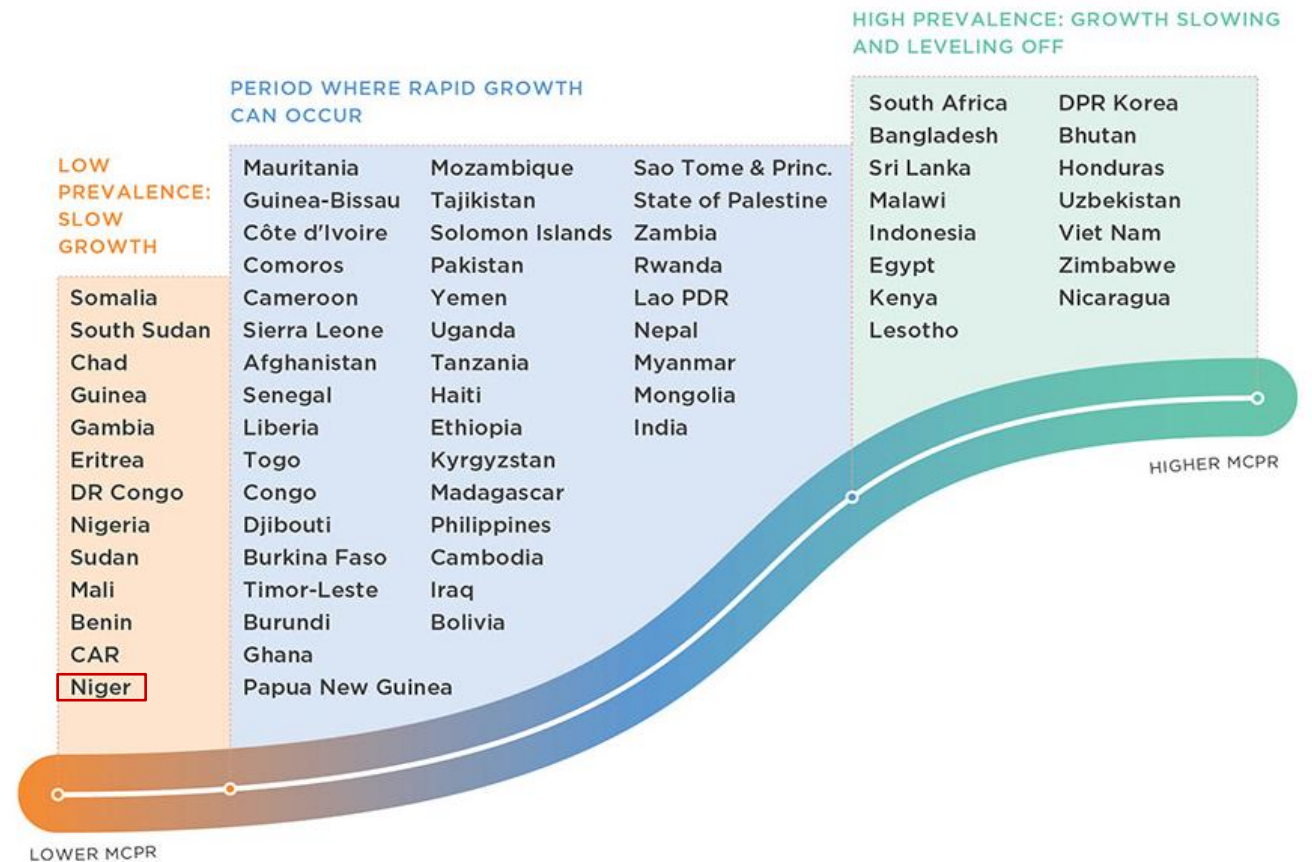 HIGH PREVALENCE: GROWTH SLOWING
AND LEVELING OFF
South Africa
Bangladesh
Sri Lanka
Malawi
Indonesia
Egypt
Kenya
Lesotho
DPR Korea
Bhutan
Honduras
Uzbekistan
Viet Nam
Zimbabwe
Nicaragua
PERIOD WHERE RAPID GROWTH
CAN OCCUR
Mauritania
Guinea-Bissau
Côte d'Ivoire
Comoros
Cameroon
Sierra Leone
Afghanistan
Senegal
Liberia
Togo
Congo
Djibouti
Burkina Faso
Timor-Leste
Burundi
Ghana
Papua New Guinea
Mozambique
Tajikistan
Solomon Islands
Pakistan
Yemen
Uganda
Tanzania
Haiti
Ethiopia
Kyrgyzstan
Madagascar
Philippines
Cambodia
Iraq
Bolivia
Sao Tome & Princ.
State of Palestine
Zambia
Rwanda
Lao PDR
Nepal
Myanmar
Mongolia
India
LOW
PREVALENCE:
SLOW
GROWTH
Somalia
South Sudan
Chad
Guinea
Gambia
Eritrea
DR Congo
Nigeria
Sudan
Mali
Benin
CAR
Niger
HIGHER MCPR
LOWER MCPR